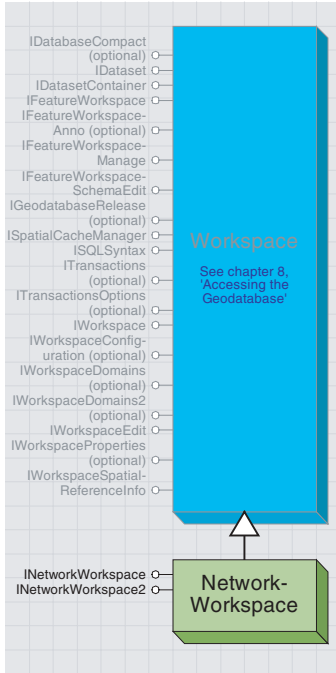 IDatabaseCompact
(optional)
IDataset
IDatasetContainer
IFeatureWorkspace
IFeatureWorkspace-
Anno (optional)
IFeatureWorkspace-
Manage
IFeatureWorkspace-
SchemaEdit
IGeodatabaseRelease
(optional)
ISpatialCacheManager
ISQLSyntax
ITransactions
(optional)
ITransactionsOptions
(optional)
IWorkspace
IWorkspaceConfig-
uration (optional)
IWorkspaceDomains
(optional)
IWorkspaceDomains2
(optional)
IWorkspaceEdit
IWorkspaceProperties
(optional)
IWorkspaceSpatial-
ReferenceInfo
Workspace
See chapter 8,
'Accessing the
Geodatabase'
INetworkWorkspace
INetworkWorkspace2
Network-
Workspace